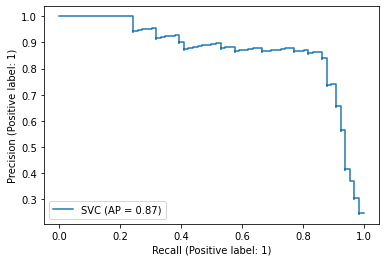 1.0
0.9
0.8
0.7
0.6
0.5
0.4
0.3
Precision (Positive label: 1)
SVC (AP = 0.87)
0.0 0.2 0.4 0.6 0.8 1.0
Recall (Positive label: 1)